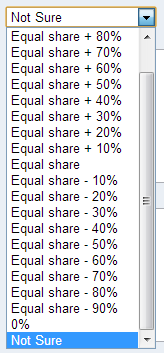 Not Sure
Equal share + 80%
Equal share + 70%
Equal share + 60%
Equal share + 50%
Equal share + 40%
Equal share + 30%
Equal share + 20%
Equal share + 10%
Equal share
Equal share - 10%
Equal share - 20%
Equal share - 30%
Equal share - 40%
Equal share - 50%
Equal share - 60%
Equal share - 70%
Equal share - 80%
Equal share - 90%
0%
Not Sure